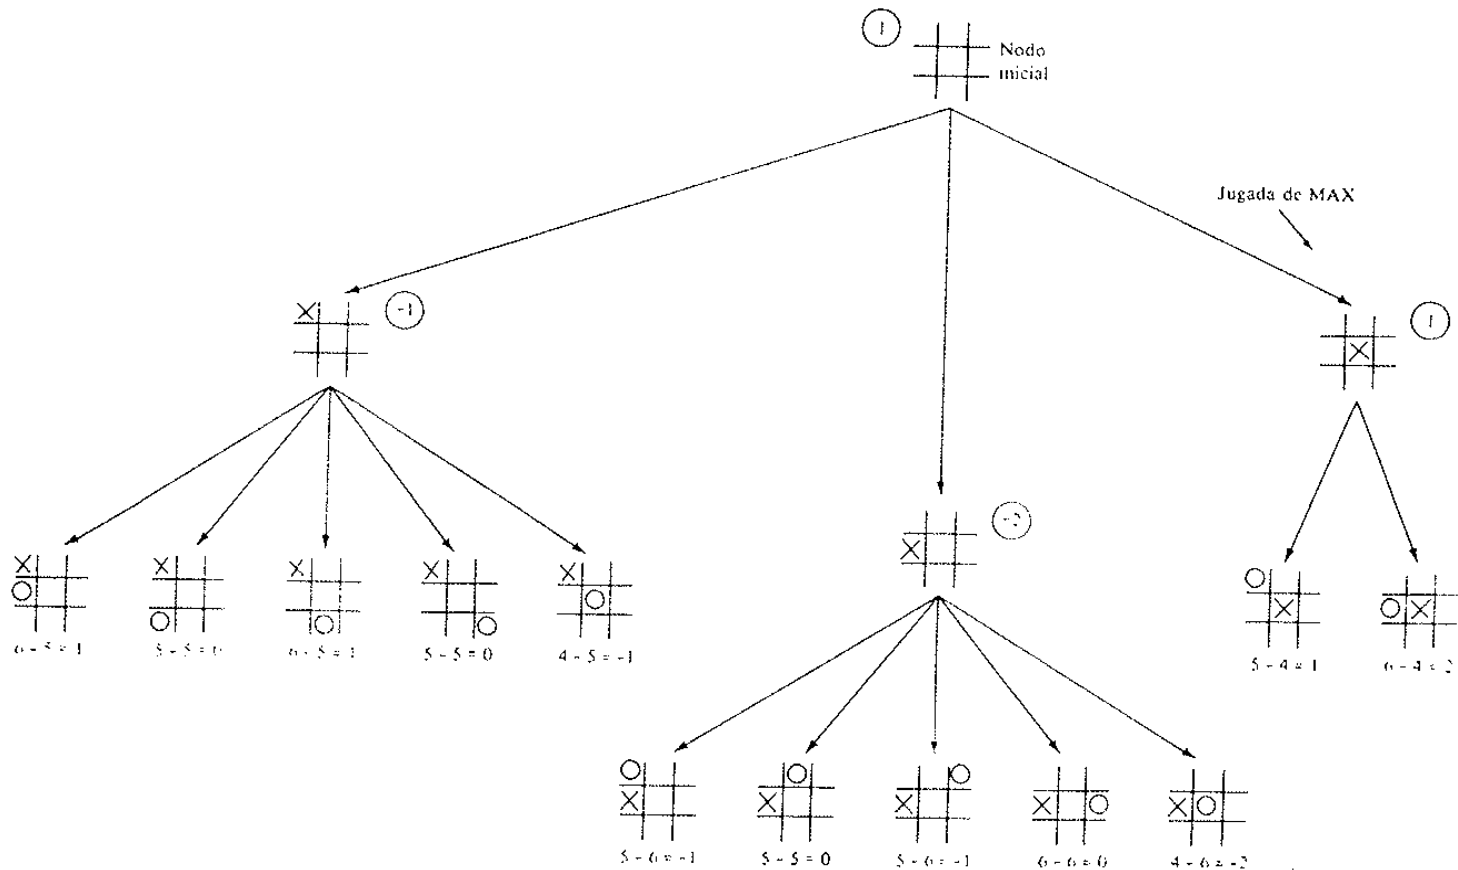 1
Nodo
inicial
Jugada de MAX
-1
1
-2
6 - 5 = 1
5 - 5 = 0
6 - 5 = 1
5 - 5 = 0
4 - 5 = -1
5 - 4 = 1
6 - 4 = 2
5 - 6 = -1
5 - 5 = 0
5 - 6 = -1
6 - 6 = 0
4 - 6 = -2